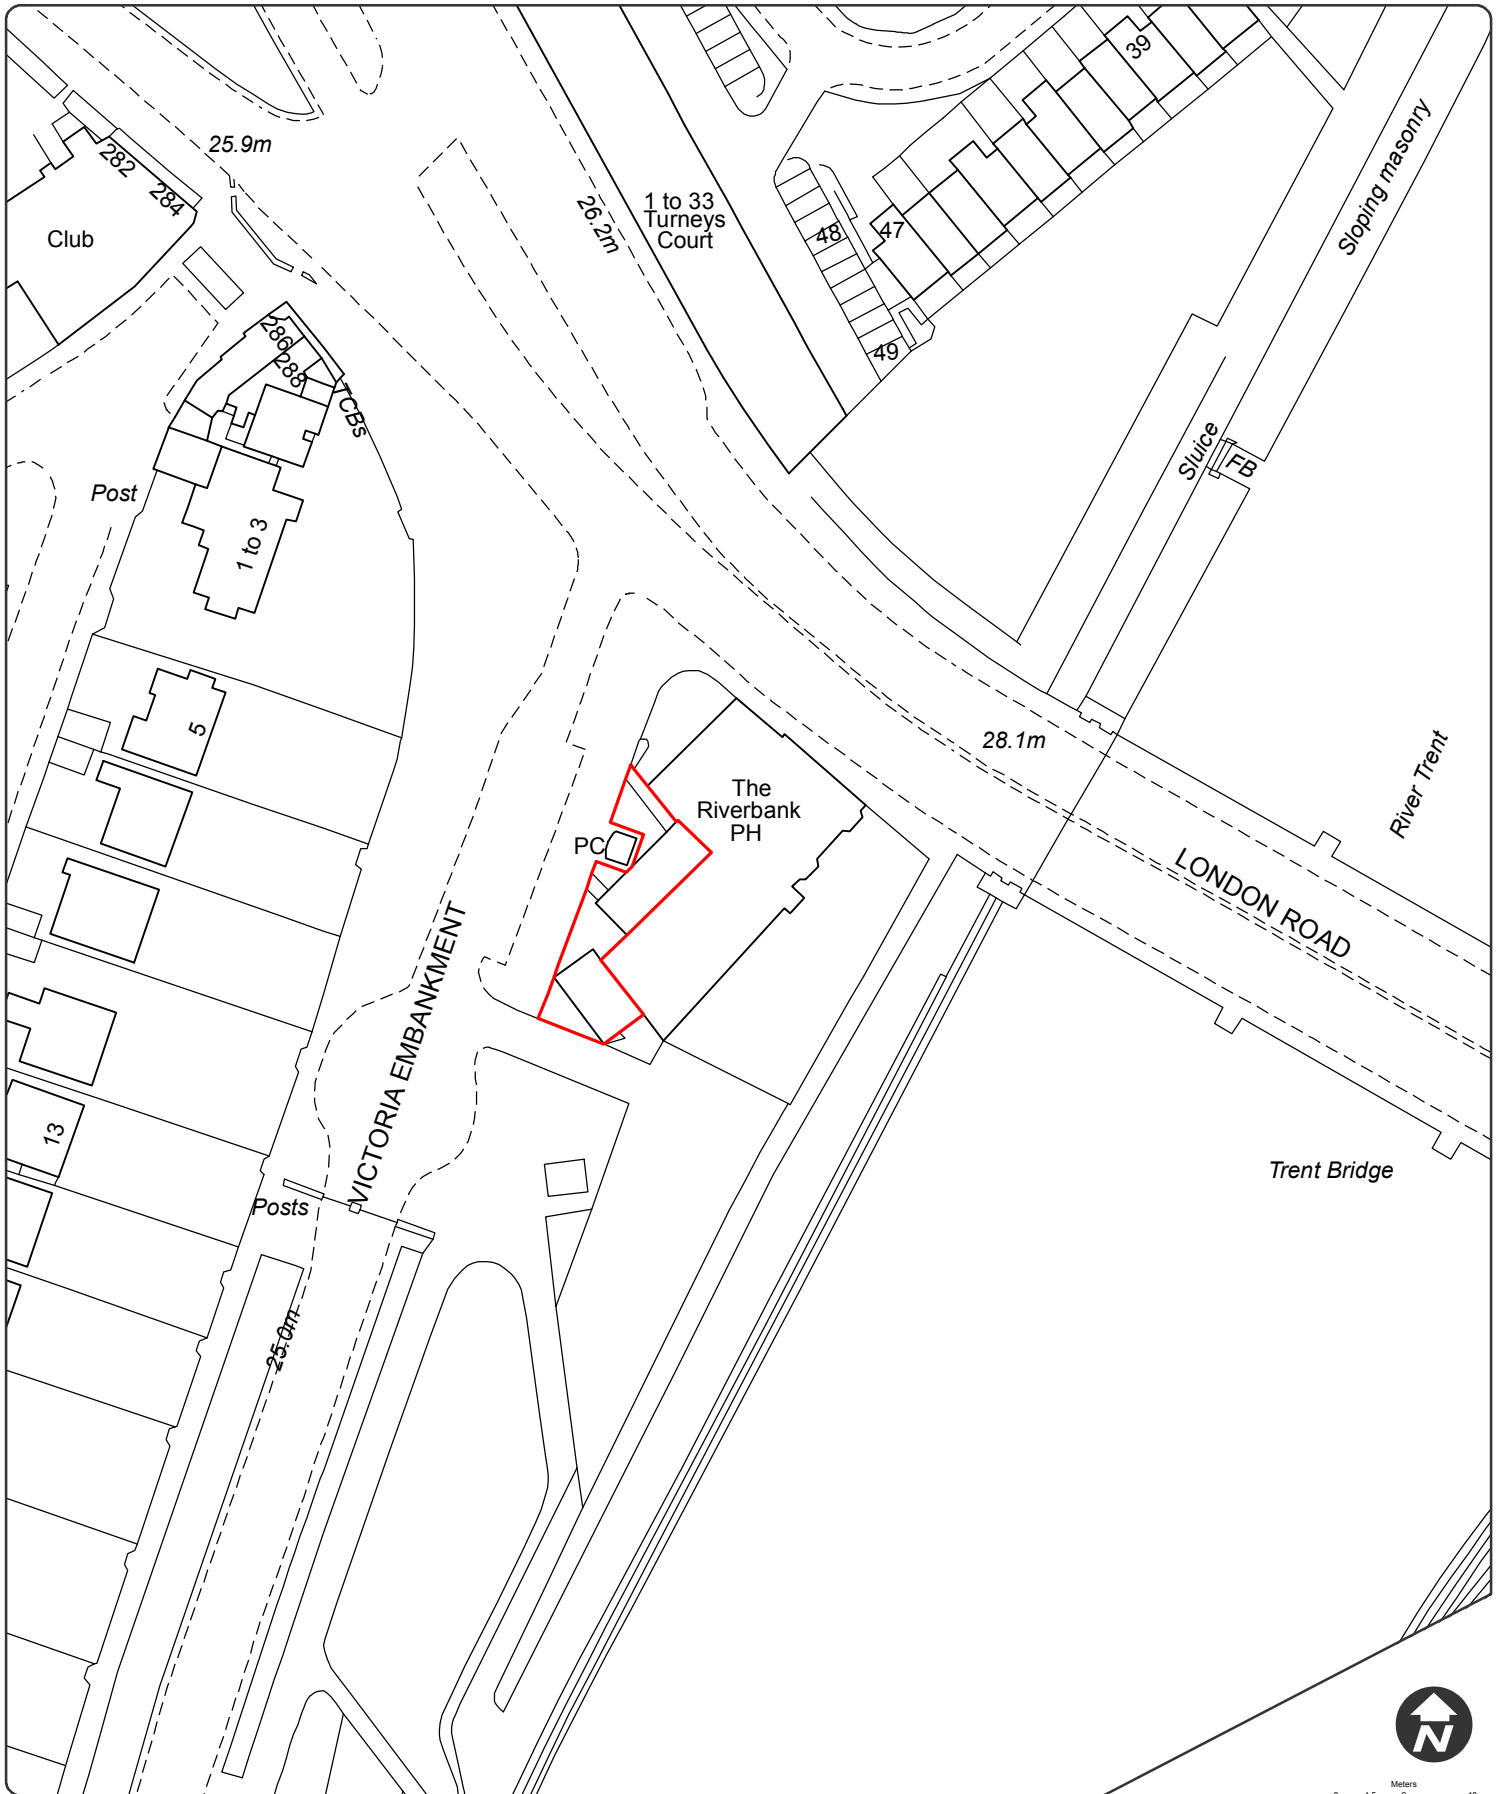 39
25.9m
282
284
Club
26.2m
1 to 33
Turneys
Court
48
47
49
Sloping masonry
286
288
TCBs
Sluice
FB
Post
1 to 3
5
28.1m
River Trent
The
Riverbank
PH
PC
LONDON ROAD
VICTORIA EMBANKMENT
13
Trent Bridge
Posts
25.0m
N
Meters